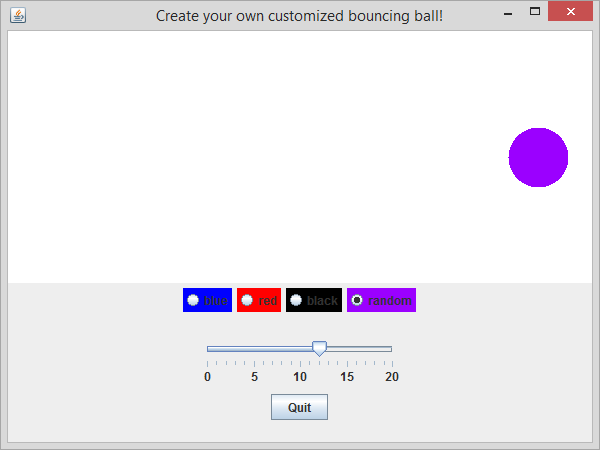 Create your own customized bouncing ball!
blue red black random
0 5 10 15 20
Quit